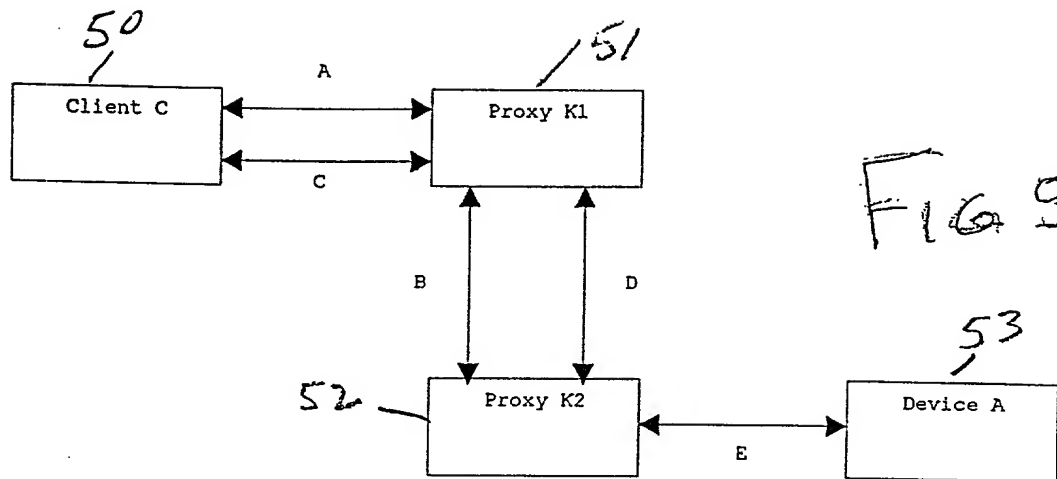 50
51
A
Client C
Proxy K1
C
FIG 5
B
D
53
52
Proxy K2
Device A
E